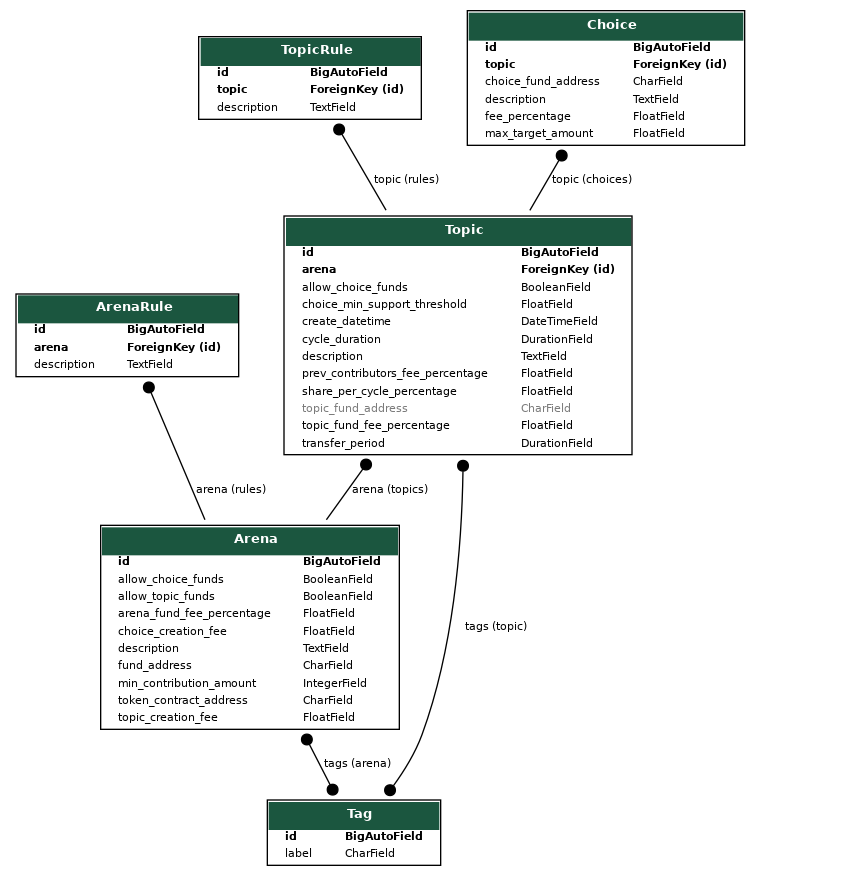 TopicRule
id BigAutoField
topic ForeignKey (id)
description TextField
Choice
id BigAutoField
topic ForeignKey (id)
choice_fund_address CharField
description TextField
fee_percentage FloatField
max_target_amount FloatField
topic (rules)
topic (choices)
Topic
id BigAutoField
arena ForeignKey (id)
allow_choice_funds BooleanField
choice_min_support_threshold FloatField
create_datetime DateTimeField
cycle_duration DurationField
description TextField
prev_contributors_fee_percentage FloatField
share_per_cycle_percentage FloatField
topic_fund_address CharField
topic_fund_fee_percentage FloatField
transfer_period DurationField
ArenaRule
id BigAutoField
arena ForeignKey (id)
description TextField
arena (rules)
arena (topics)
Arena
id BigAutoField
allow_choice_funds BooleanField
allow_topic_funds BooleanField
arena_fund_fee_percentage FloatField
choice_creation_fee FloatField
description TextField
fund_address CharField
min_contribution_amount IntegerField
token_contract_address CharField
topic_creation_fee FloatField
tags (topic)
tags (arena)
Tag
id BigAutoField
label CharField